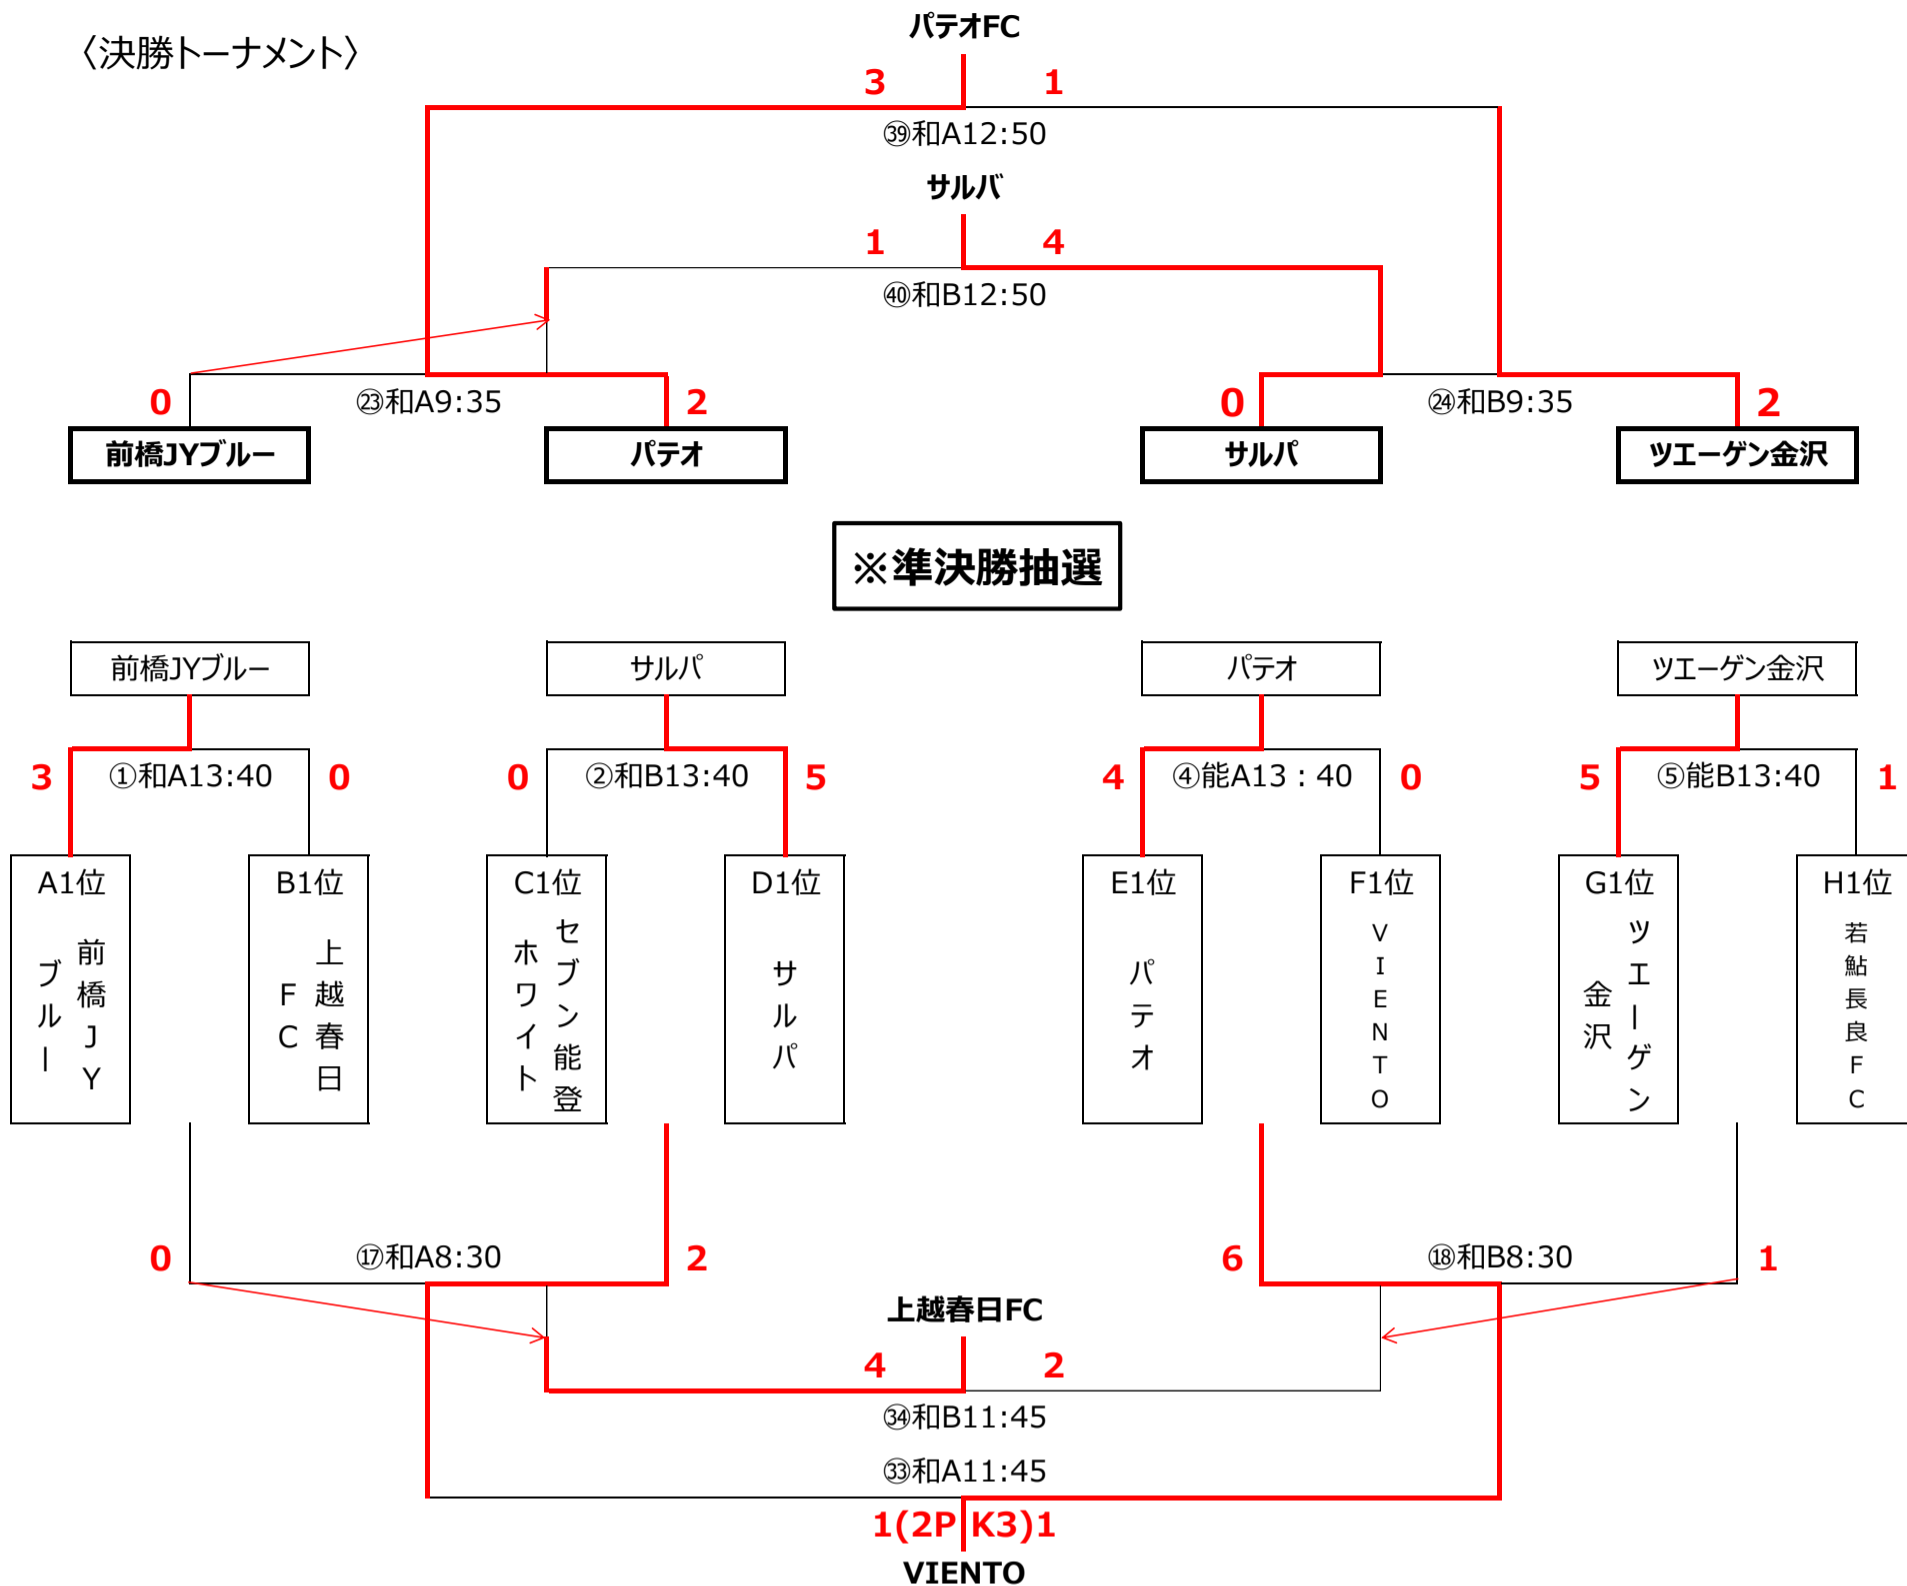 〈決勝トーナメント〉
パテオFC
3 1
㊴和A12:50
サルバ
1 4
㊵和B12:50
0 ㉓和A9:35 2 0 ㉔和B9:35 2
前橋JYブルー パテオ サルパ ツエーゲン金沢
※準決勝抽選
前橋JYブルー サルパ パテオ ツエーゲン金沢
3 ①和A13:40 0 0 ②和B13:40 5 4 ④能A13：40 0 5 ⑤能B13:40 1
A1位 B1位 C1位 D1位 E1位 F1位 G1位 H1位
前橋JY
ブルー
上越春日
FC
セブン能登
ホワイト
サルパ
パテオ
VIENTO
ツエーゲン
金沢
若鮎長良FC
0 ⑰和A8:30 2 6 ⑱和B8:30 1
上越春日FC
4 2
㉞和B11:45
㉝和A11:45
1(2PK3)1
VIENTO